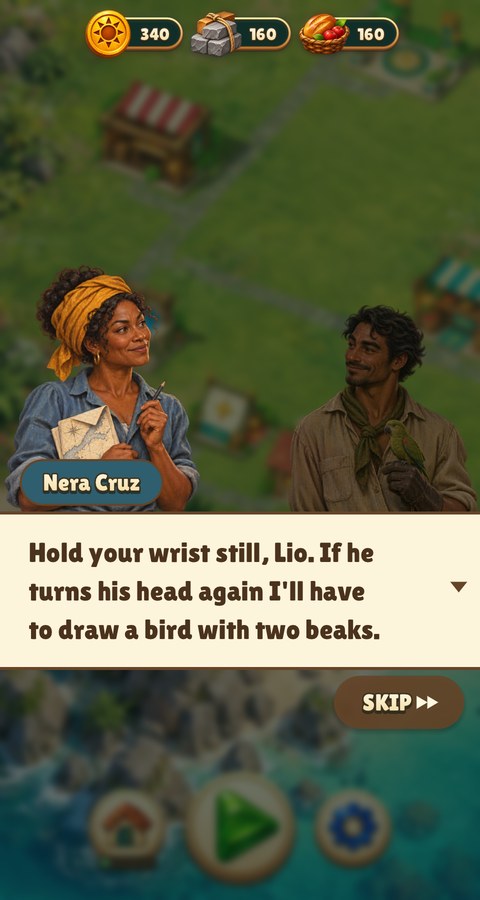 340
160
160
Nera Cruz
Hold your wrist still, Lio. If he
turns his head again I'll have
to draw a bird with two beaks.
SKIP